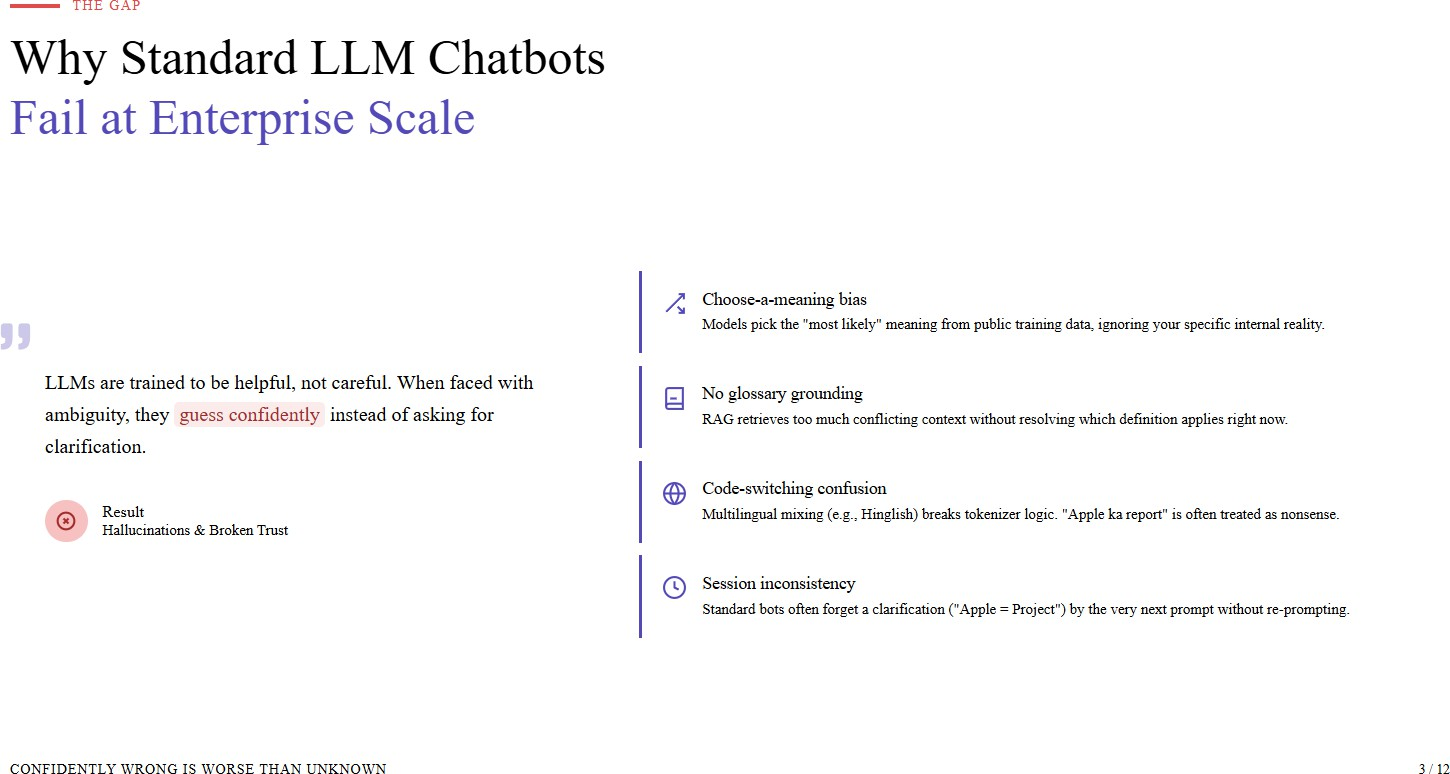 THE GAP
Why Standard LLM Chatbots
Fail at Enterprise Scale
LLMs are trained to be helpful, not careful. When faced with
ambiguity, they guess confidently instead of asking for
clarification.
Result
Hallucinations & Broken Trust
Choose-a-meaning bias
Models pick the "most likely" meaning from public training data, ignoring your specific internal reality.
No glossary grounding
RAG retrieves too much conflicting context without resolving which definition applies right now.
Code-switching confusion
Multilingual mixing (e.g., Hinglish) breaks tokenizer logic. "Apple ka report" is often treated as nonsense.
Session inconsistency
Standard bots often forget a clarification ("Apple = Project") by the very next prompt without re-prompting.
CONFIDENTLY WRONG IS WORSE THAN UNKNOWN
3 / 12